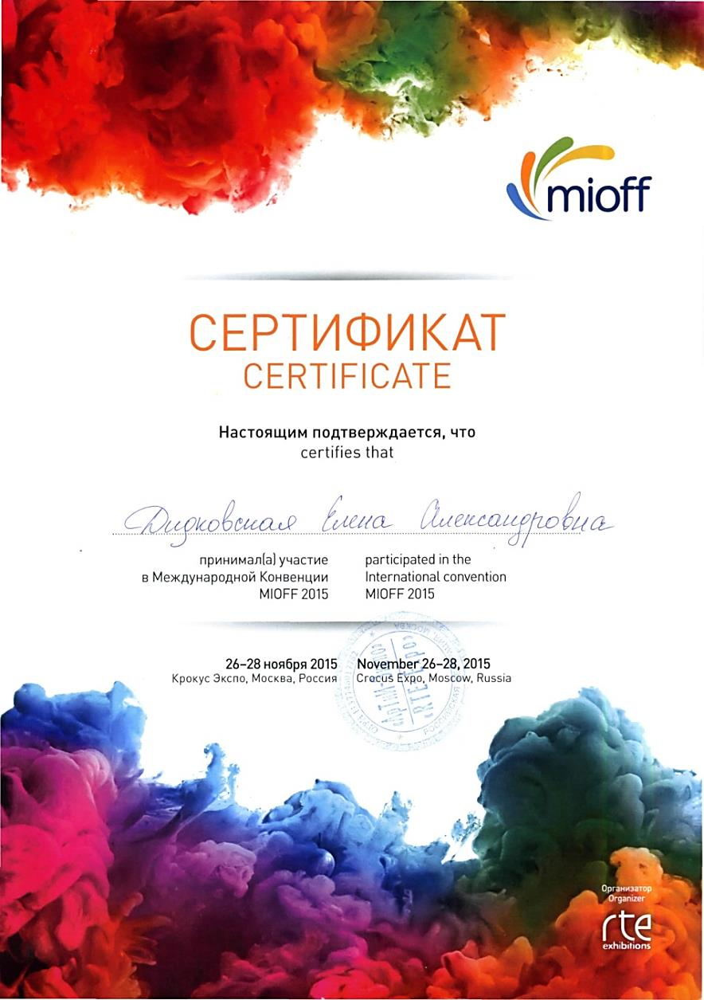 mioff
СЕРТИФИКАТ
CERTIFICATE
Настоящим подтверждается, что
certifies that
Дидковская Елена Александровна
принимал(а) участие
в Международной Конвенции
MIOFF 2015
participated in the
International convention
MIOFF 2015
26–28 ноября 2015
Крокус Экспо, Москва, Россия
November 26–28, 2015
Crocus Expo, Moscow, Russia
Организатор
Organizer
rte
exhibitions